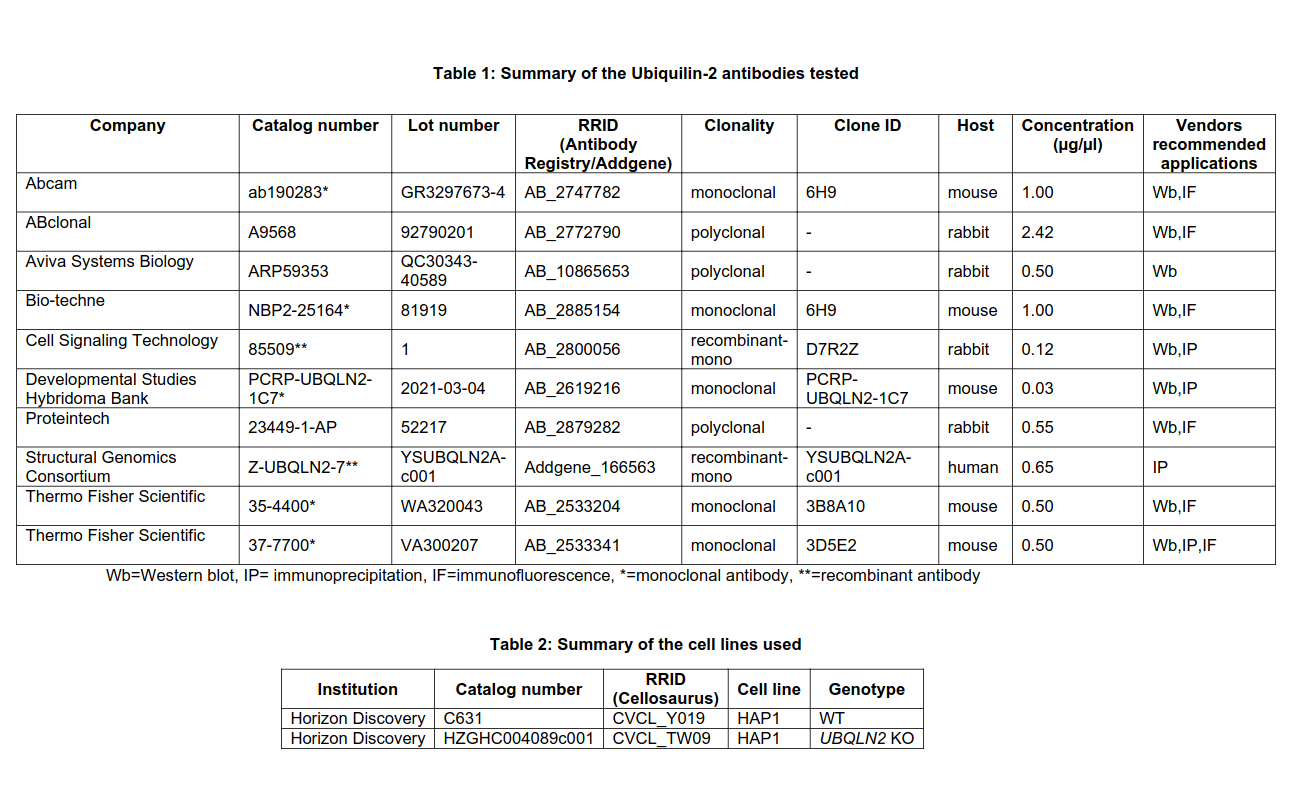 Table 1: Summary of the Ubiquilin-2 antibodies tested
Company Catalog number Lot number RRID (Antibody Registry/Addgene) Clonality Clone ID Host Concentration (µg/µl) Vendors recommended applications
Abcam ab190283* GR3297673-4 AB_2747782 monoclonal 6H9 mouse 1.00 Wb,IF
ABclonal A9568 92790201 AB_2772790 polyclonal - rabbit 2.42 Wb,IF
Aviva Systems Biology ARP59353 QC30343-40589 AB_10865653 polyclonal - rabbit 0.50 Wb
Bio-techne NBP2-25164* 81919 AB_2885154 monoclonal 6H9 mouse 1.00 Wb,IF
Cell Signaling Technology 85509** 1 AB_2800056 recombinant-mono D7R2Z rabbit 0.12 Wb,IP
Developmental Studies Hybridoma Bank PCRP-UBQLN2-1C7* 2021-03-04 AB_2619216 monoclonal PCRP-UBQLN2-1C7 mouse 0.03 Wb,IP
Proteintech 23449-1-AP 52217 AB_2879282 polyclonal - rabbit 0.55 Wb,IF
Structural Genomics Consortium Z-UBQLN2-7** YSUBQLN2A-c001 Addgene_166563 recombinant-mono YSUBQLN2A-c001 human 0.65 IP
Thermo Fisher Scientific 35-4400* WA320043 AB_2533204 monoclonal 3B8A10 mouse 0.50 Wb,IF
Thermo Fisher Scientific 37-7700* VA300207 AB_2533341 monoclonal 3D5E2 mouse 0.50 Wb,IP,IF
Wb=Western blot, IP= immunoprecipitation, IF=immunofluorescence, *=monoclonal antibody, **=recombinant antibody
Table 2: Summary of the cell lines used
Institution Catalog number RRID (Cellosaurus) Cell line Genotype
Horizon Discovery C631 CVCL_Y019 HAP1 WT
Horizon Discovery HZGHC004089c001 CVCL_TW09 HAP1 UBQLN2 KO